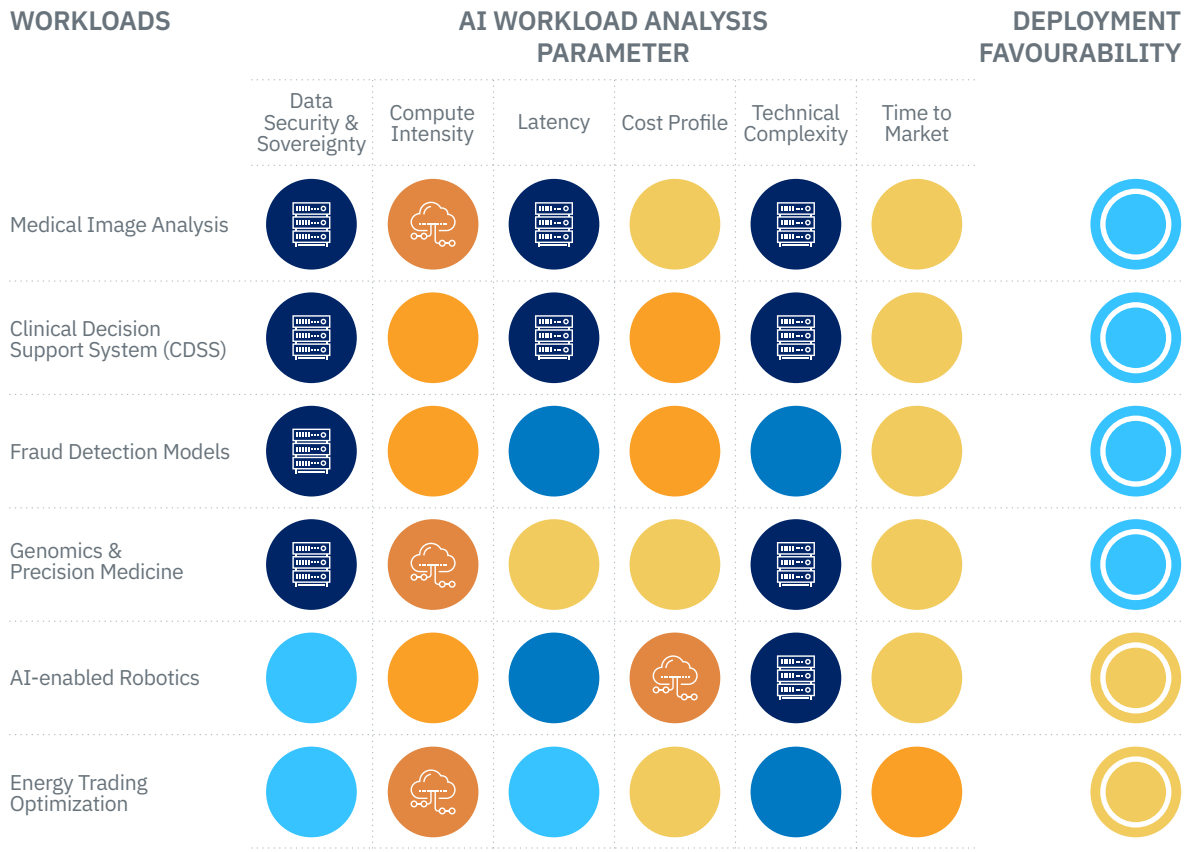 WORKLOADS
AI WORKLOAD ANALYSIS
PARAMETER
DEPLOYMENT
FAVOURABILITY
Data
Security &
Sovereignty
Compute
Intensity
Latency
Cost Profile
Technical
Complexity
Time to
Market
Medical Image Analysis
Clinical Decision
Support System (CDSS)
Fraud Detection Models
Genomics &
Precision Medicine
AI-enabled Robotics
Energy Trading
Optimization